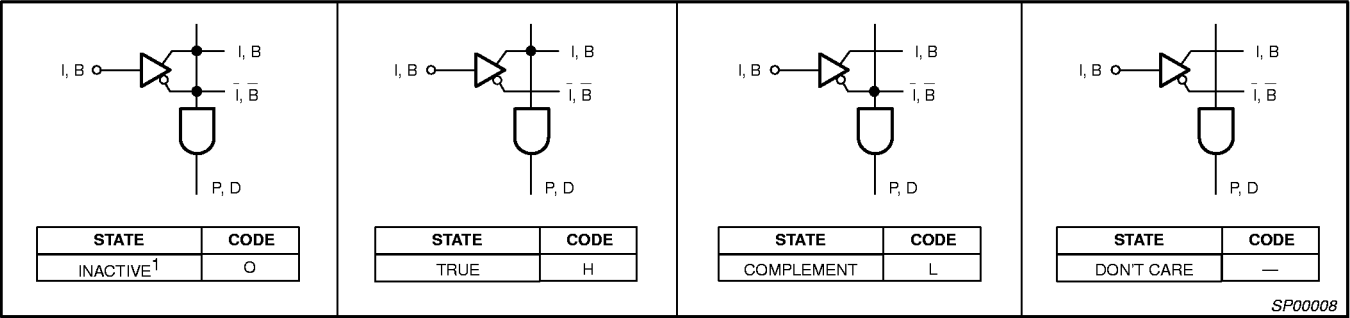 I, B
I, B
I̅, B̅
P, D
STATE CODE
INACTIVE¹ O
I, B
I, B
I̅, B̅
P, D
STATE CODE
TRUE H
I, B
I, B
I̅, B̅
P, D
STATE CODE
COMPLEMENT L
I, B
I, B
I̅, B̅
P, D
STATE CODE
DON'T CARE —
SP00008